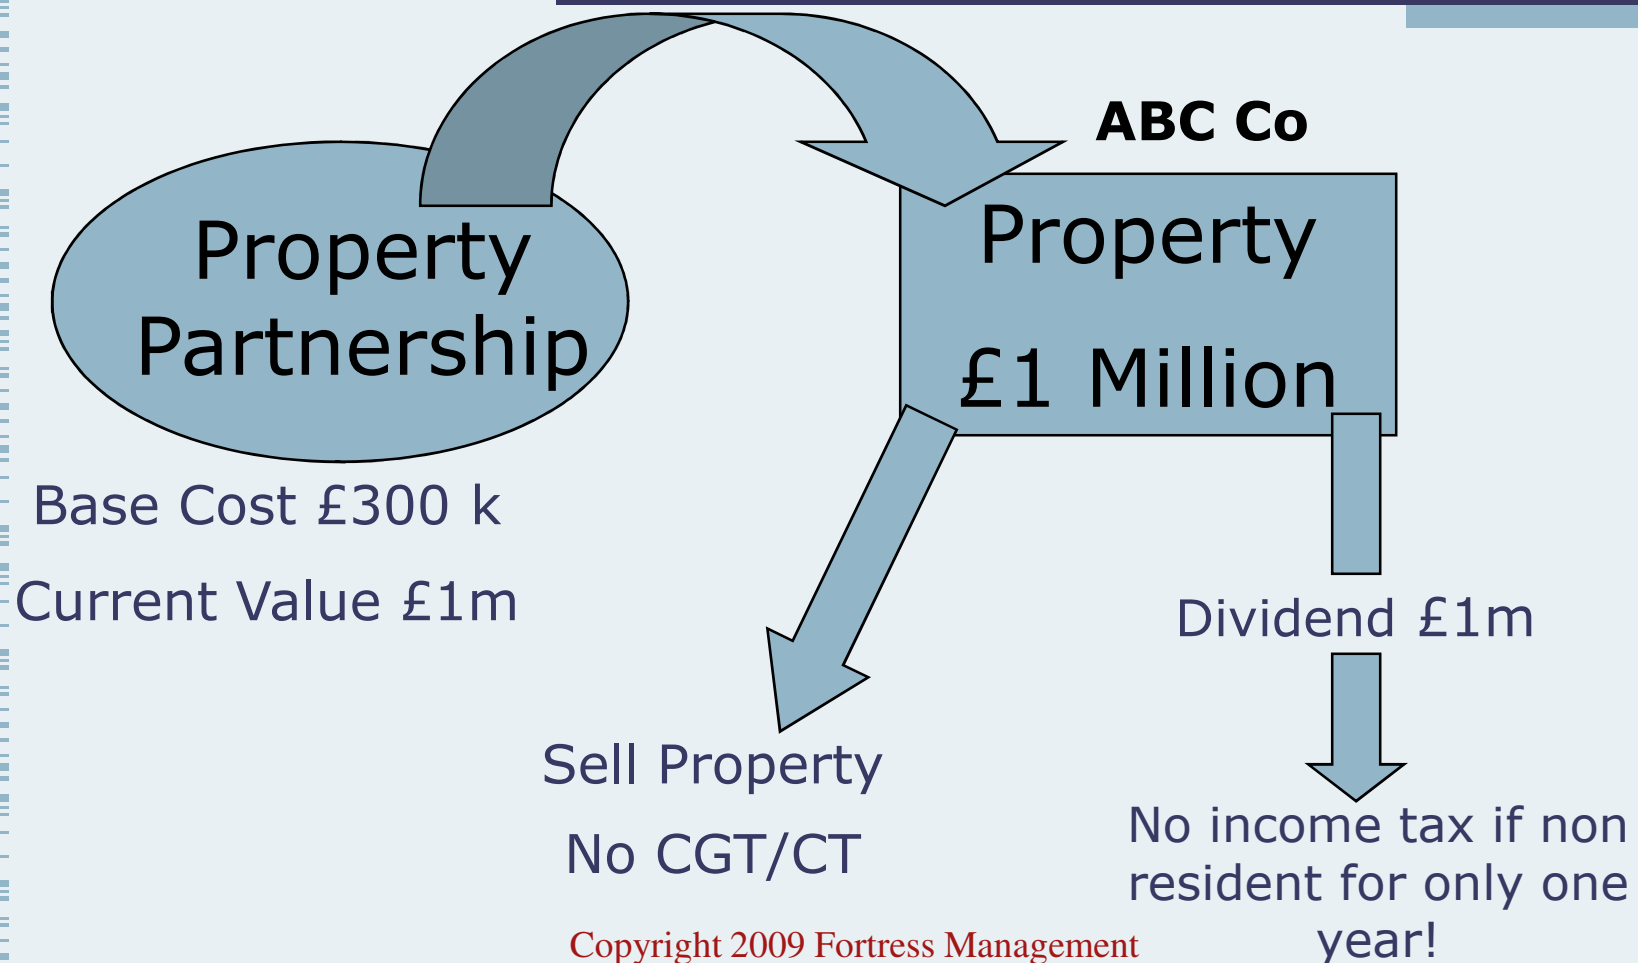 ABC Co
Property
Partnership
Property
£1 Million
Base Cost £300 k
Current Value £1m
Dividend £1m
Sell Property
No CGT/CT
No income tax if non
resident for only one
year!
Copyright 2009 Fortress Management